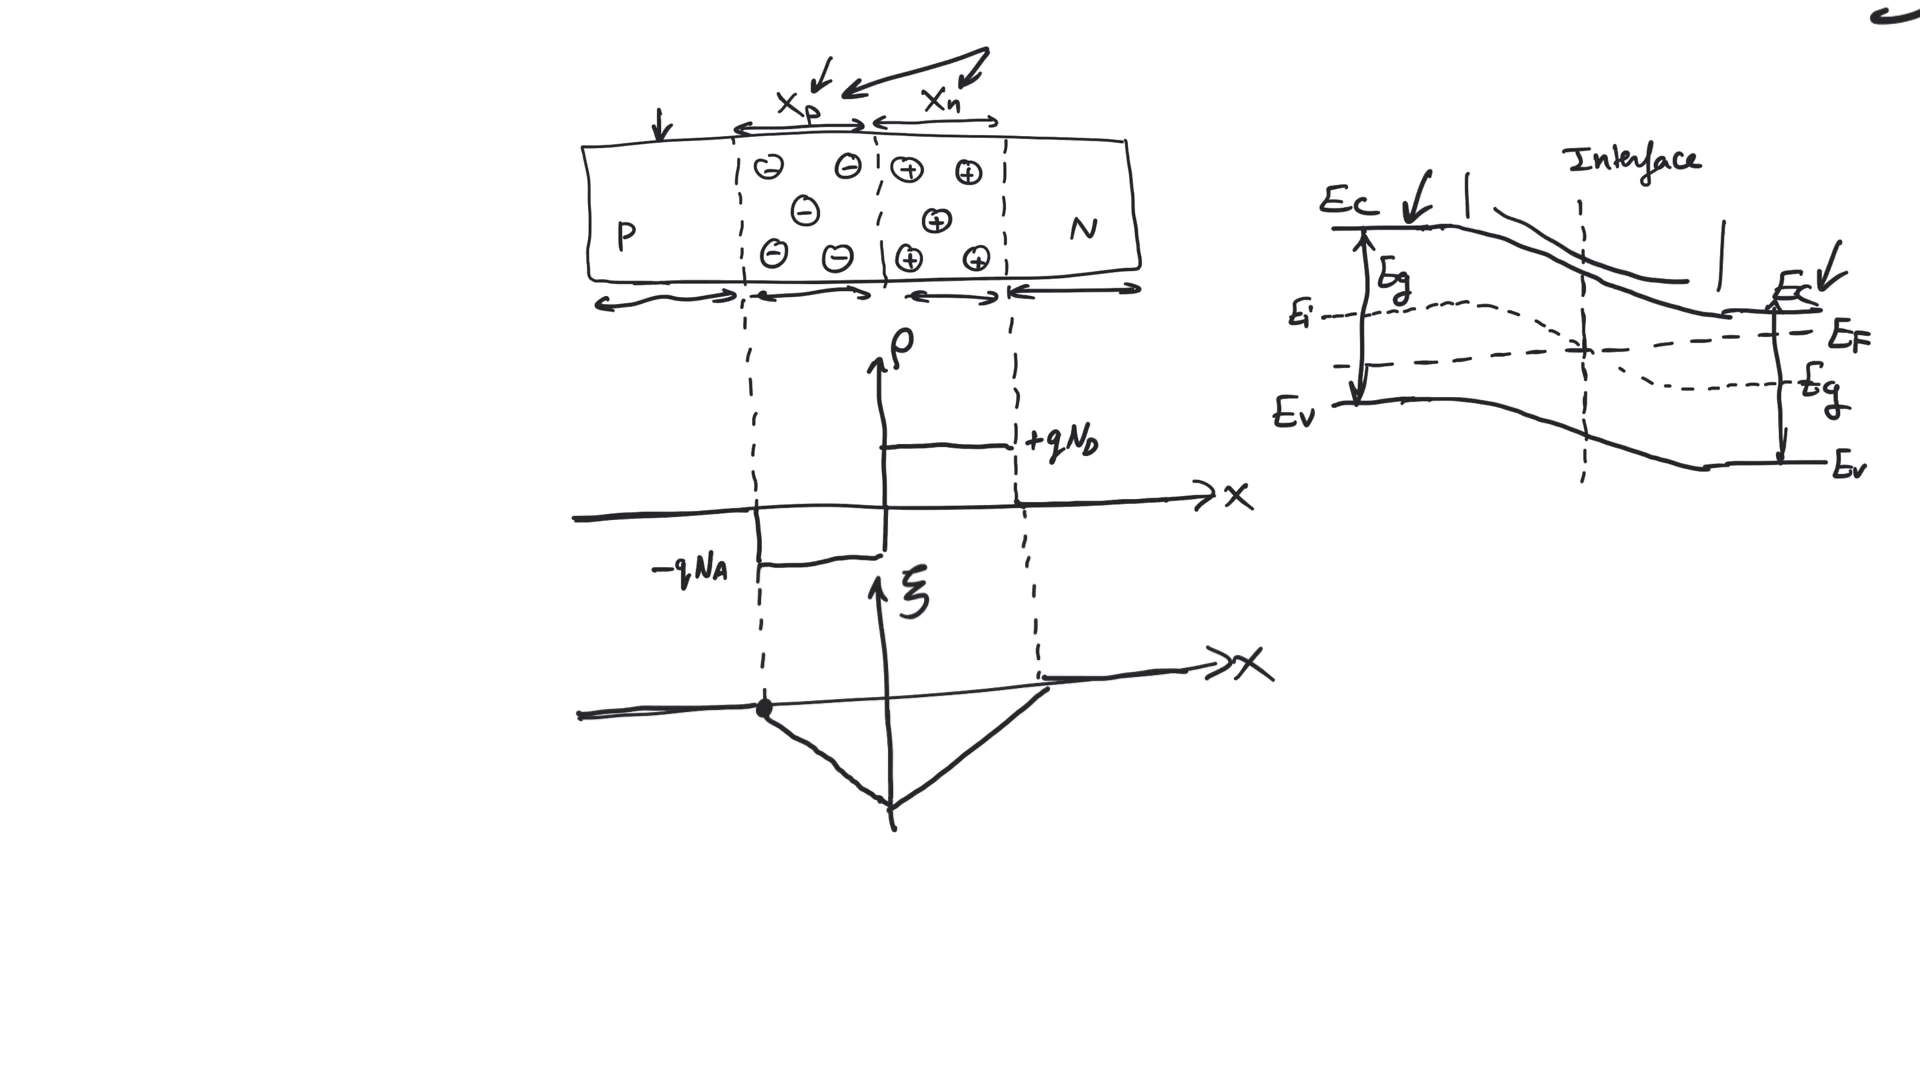 Xp
Xn
P
⊖ ⊖ ⊕ ⊕
⊖ ⊕
⊖ ⊖ ⊕ ⊕
N
ρ
+qND
X
-qNA
ξ
X
Interface
Ec
Eg
Ec
Ei
EF
Eg
Ev
Ev